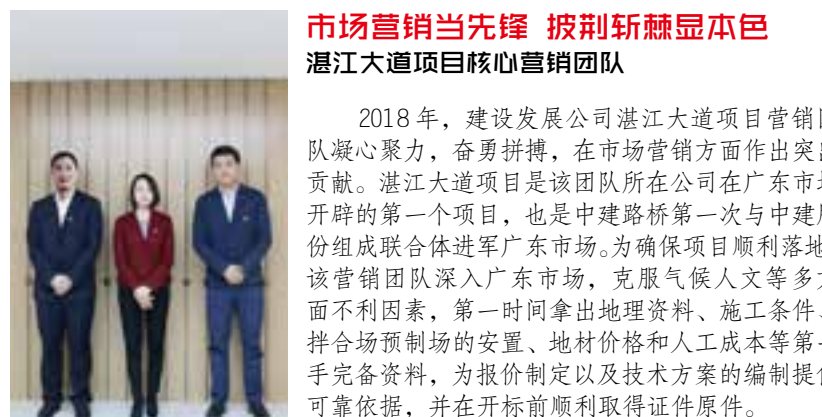 市场营销当先锋 披荆斩棘显本色
湛江大道项目核心营销团队
2018年，建设发展公司湛江大道项目营销
队凝心聚力，奋勇拼搏，在市场营销方面作出突
贡献。湛江大道项目是该团队所在公司在广东市
开辟的第一个项目，也是中建路桥第一次与中建
份组成联合体进军广东市场。为确保项目顺利落地
该营销团队深入广东市场，克服气候人文等多
面不利因素，第一时间拿出地理资料、施工条件、
拌合场预制场的安置、地材价格和人工成本等第
手完备资料，为报价制定以及技术方案的编制提
可靠依据，并在开标前顺利取得证件原件。